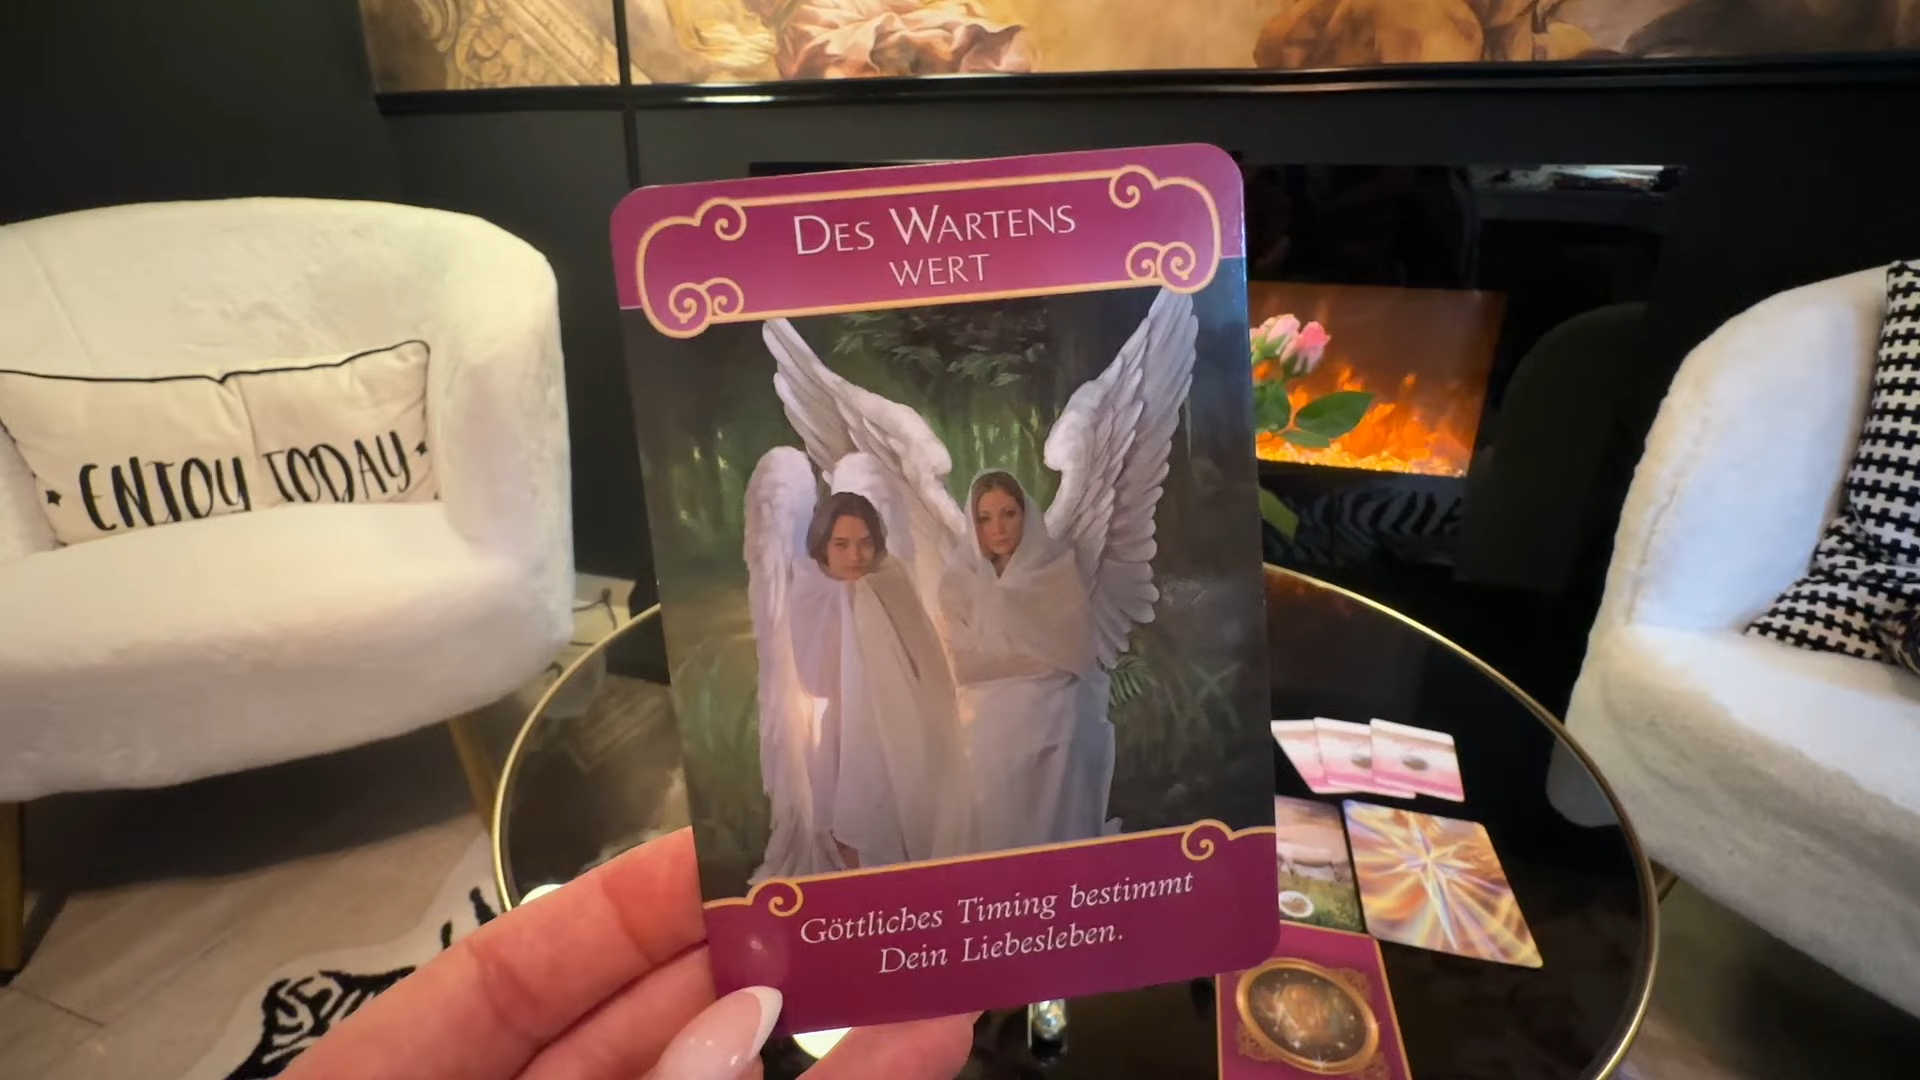 DES WARTENS
WERT
ENJOY TODAY
Göttliches Timing bestimmt
Dein Liebesleben.